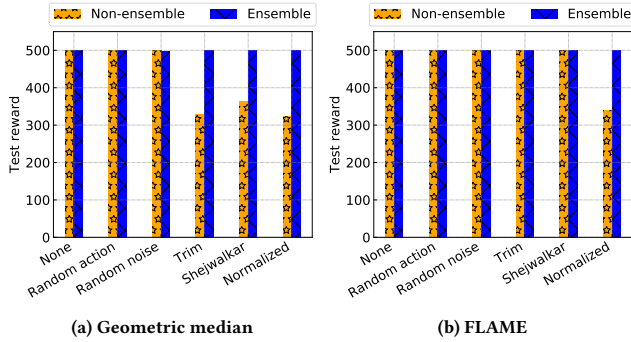 Non-ensemble Ensemble
Test reward
500
400
300
200
100
0
None
Random action
Random noise
Trim
Shejwalkar
Normalized
(a) Geometric median
Non-ensemble Ensemble
Test reward
500
400
300
200
100
0
None
Random action
Random noise
Trim
Shejwalkar
Normalized
(b) FLAME